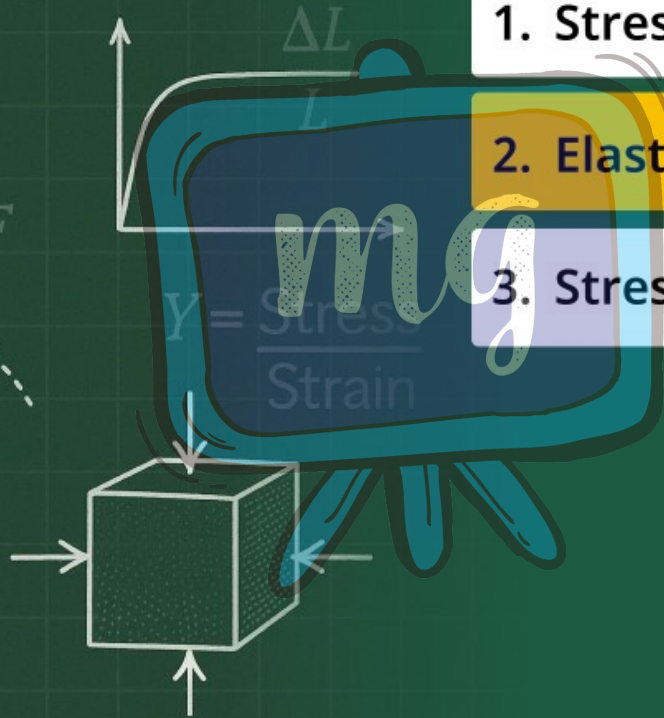 ΔL
L
1. Stres
2. Elast
mg
3. Stres
Y = Stress
Strain